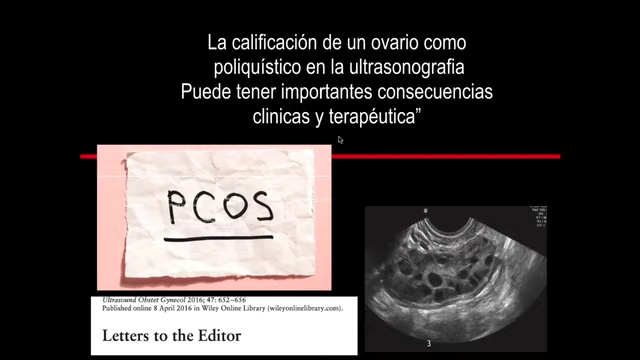 La calificación de un ovario como
poliquístico en la ultrasonografia
Puede tener importantes consecuencias
clinicas y terapéutica”
PCOS
Ultrasound Obstet Gynecol 2016; 47: 652–656
Published online 8 April 2016 in Wiley Online Library (wileyonlinelibrary.com).
Letters to the Editor
3